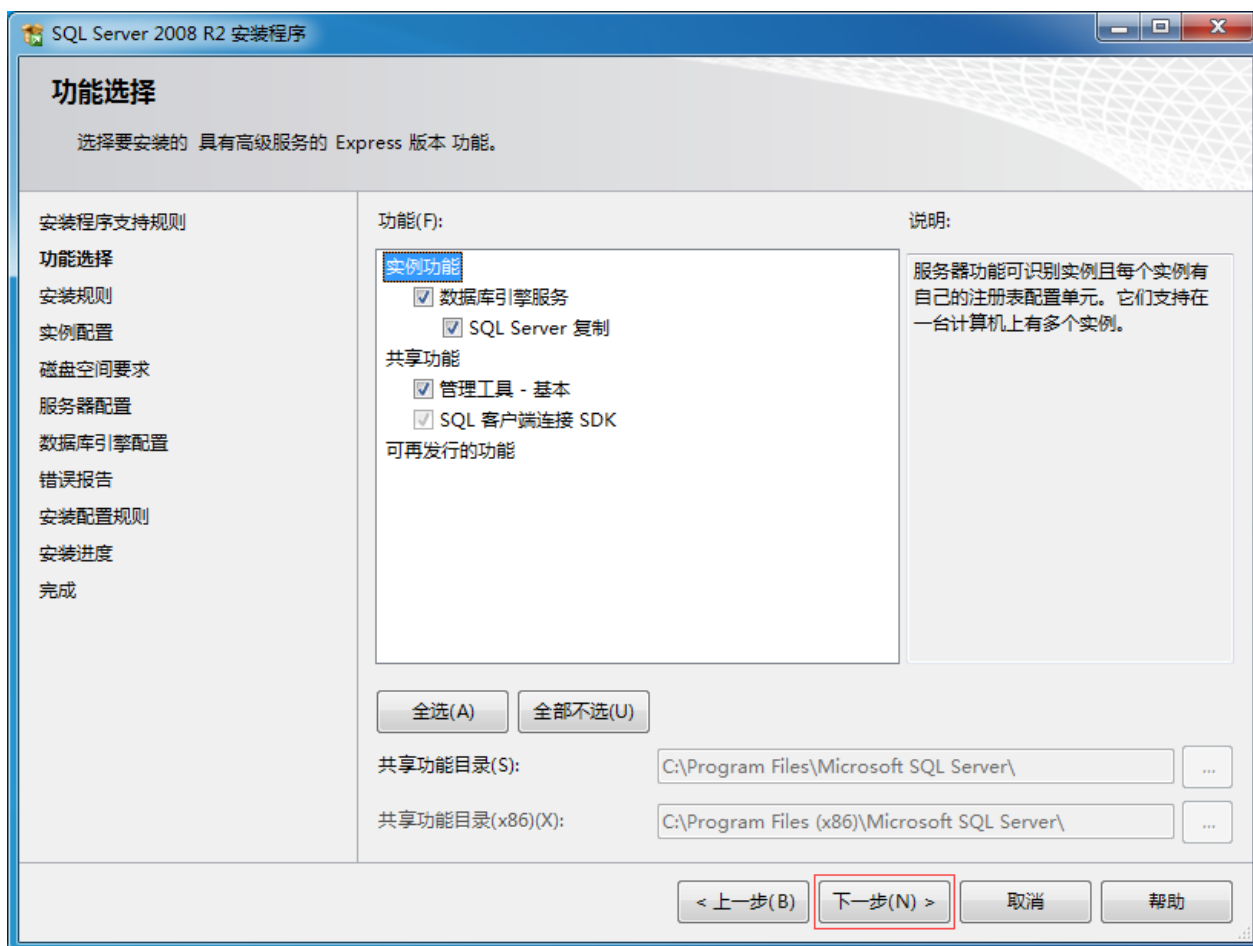 SQL Server 2008 R2 安装程序
功能选择
选择要安装的 具有高级服务的 Express 版本 功能。
安装程序支持规则
功能选择
安装规则
实例配置
磁盘空间要求
服务器配置
数据库引擎配置
错误报告
安装配置规则
安装进度
完成
功能(F):
实例功能
数据库引擎服务
SQL Server 复制
共享功能
管理工具 - 基本
SQL 客户端连接 SDK
可再发行的功能
说明:
服务器功能可识别实例且每个实例有
自己的注册表配置单元。它们支持在
一台计算机上有多个实例。
全选(A)
全部不选(U)
共享功能目录(S):
C:\Program Files\Microsoft SQL Server\
...
共享功能目录(x86)(X):
C:\Program Files (x86)\Microsoft SQL Server\
...
< 上一步(B)
下一步(N) >
取消
帮助